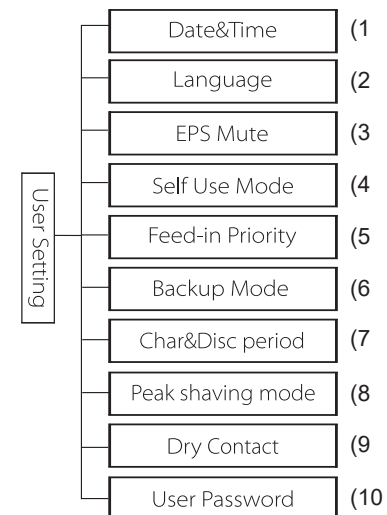 Date&Time (1
Language (2
EPS Mute (3
Self Use Mode (4
User Setting
Feed-in Priority (5
Backup Mode (6
Char&Disc period (7
Peak shaving mode (8
Dry Contact (9
User Password (10